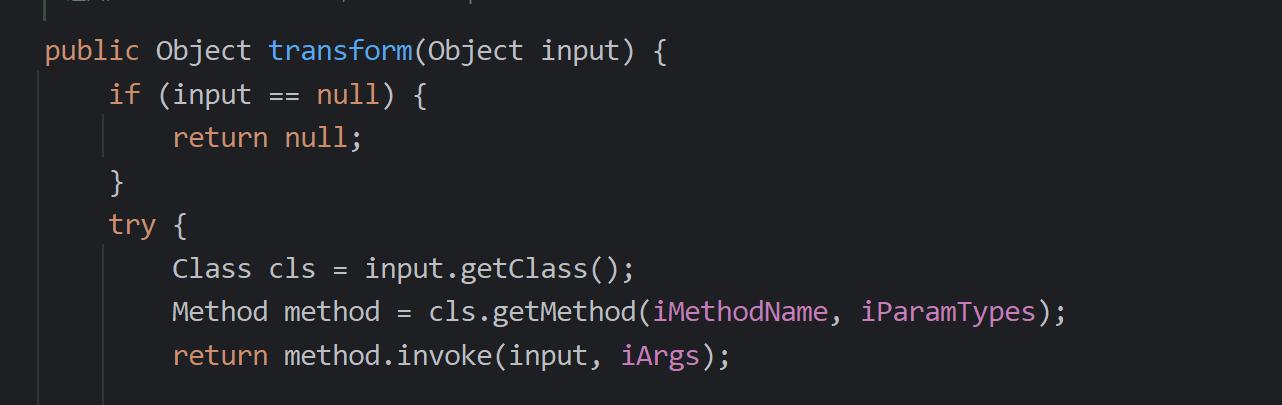 public Object transform(Object input) {
if (input == null) {
return null;
}
try {
Class cls = input.getClass();
Method method = cls.getMethod(iMethodName, iParamTypes);
return method.invoke(input, iArgs);